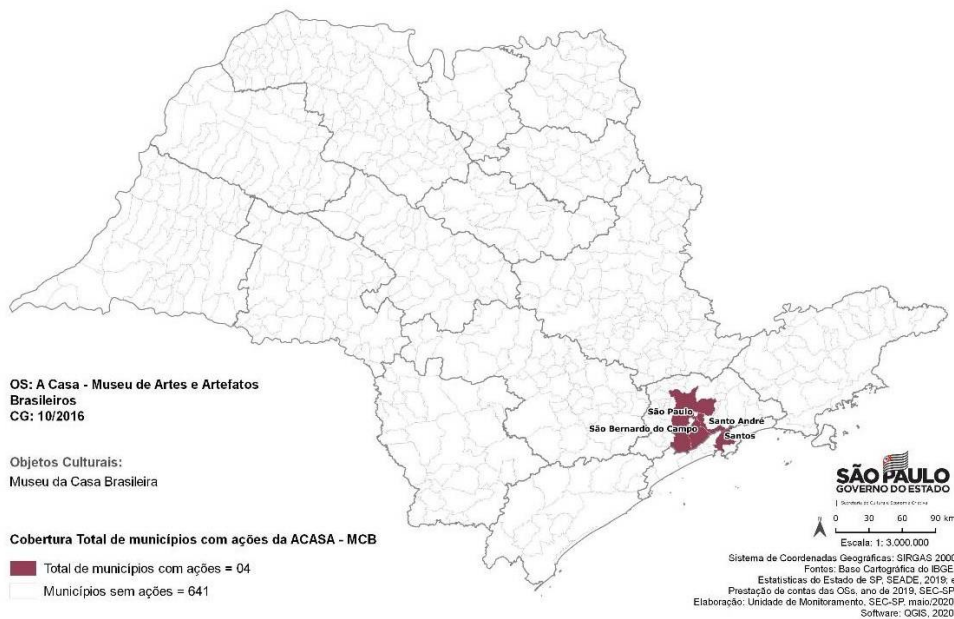 São Paulo
Santo André
São Bernardo do Campo
Santos
OS: A Casa - Museu de Artes e Artefatos
Brasileiros
CG: 10/2016
Objetos Culturais:
Museu da Casa Brasileira
Cobertura Total de municípios com ações da ACASA - MCB
Total de municípios com ações = 04
Municípios sem ações = 641
SÃO PAULO
GOVERNO DO ESTADO
Secretaria de Cultura e Economia Criativa
N
0 30 60 90 km
Escala: 1: 3.000.000
Sistema de Coordenadas Geográficas: SIRGAS 2000
Fontes: Base Cartográfica do IBGE
Estatísticas do Estado de SP, SEADE, 2019; e
Prestação de contas das OSs, ano de 2019, SEC-SP
Elaboração: Unidade de Monitoramento, SEC-SP, maio/2020
Software: QGIS, 2020